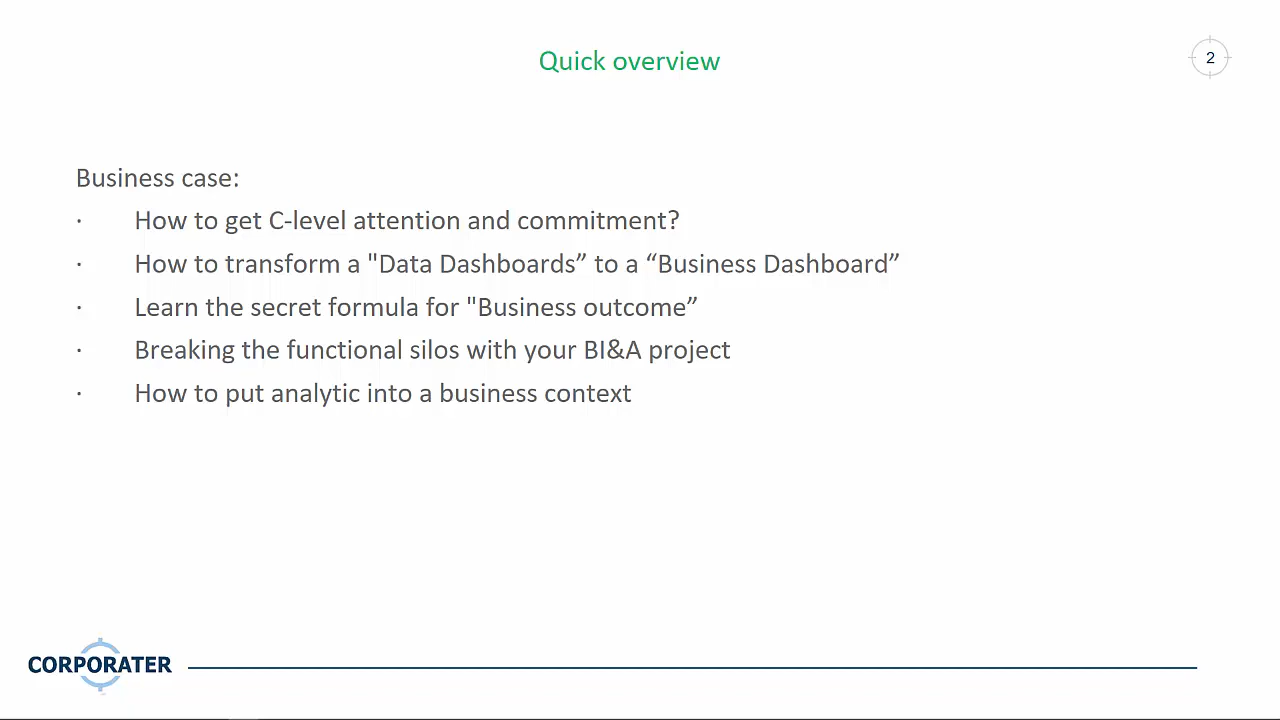 Quick overview
2
Business case:
· How to get C-level attention and commitment?
· How to transform a "Data Dashboards” to a “Business Dashboard”
· Learn the secret formula for "Business outcome”
· Breaking the functional silos with your BI&A project
· How to put analytic into a business context
CORPORATER